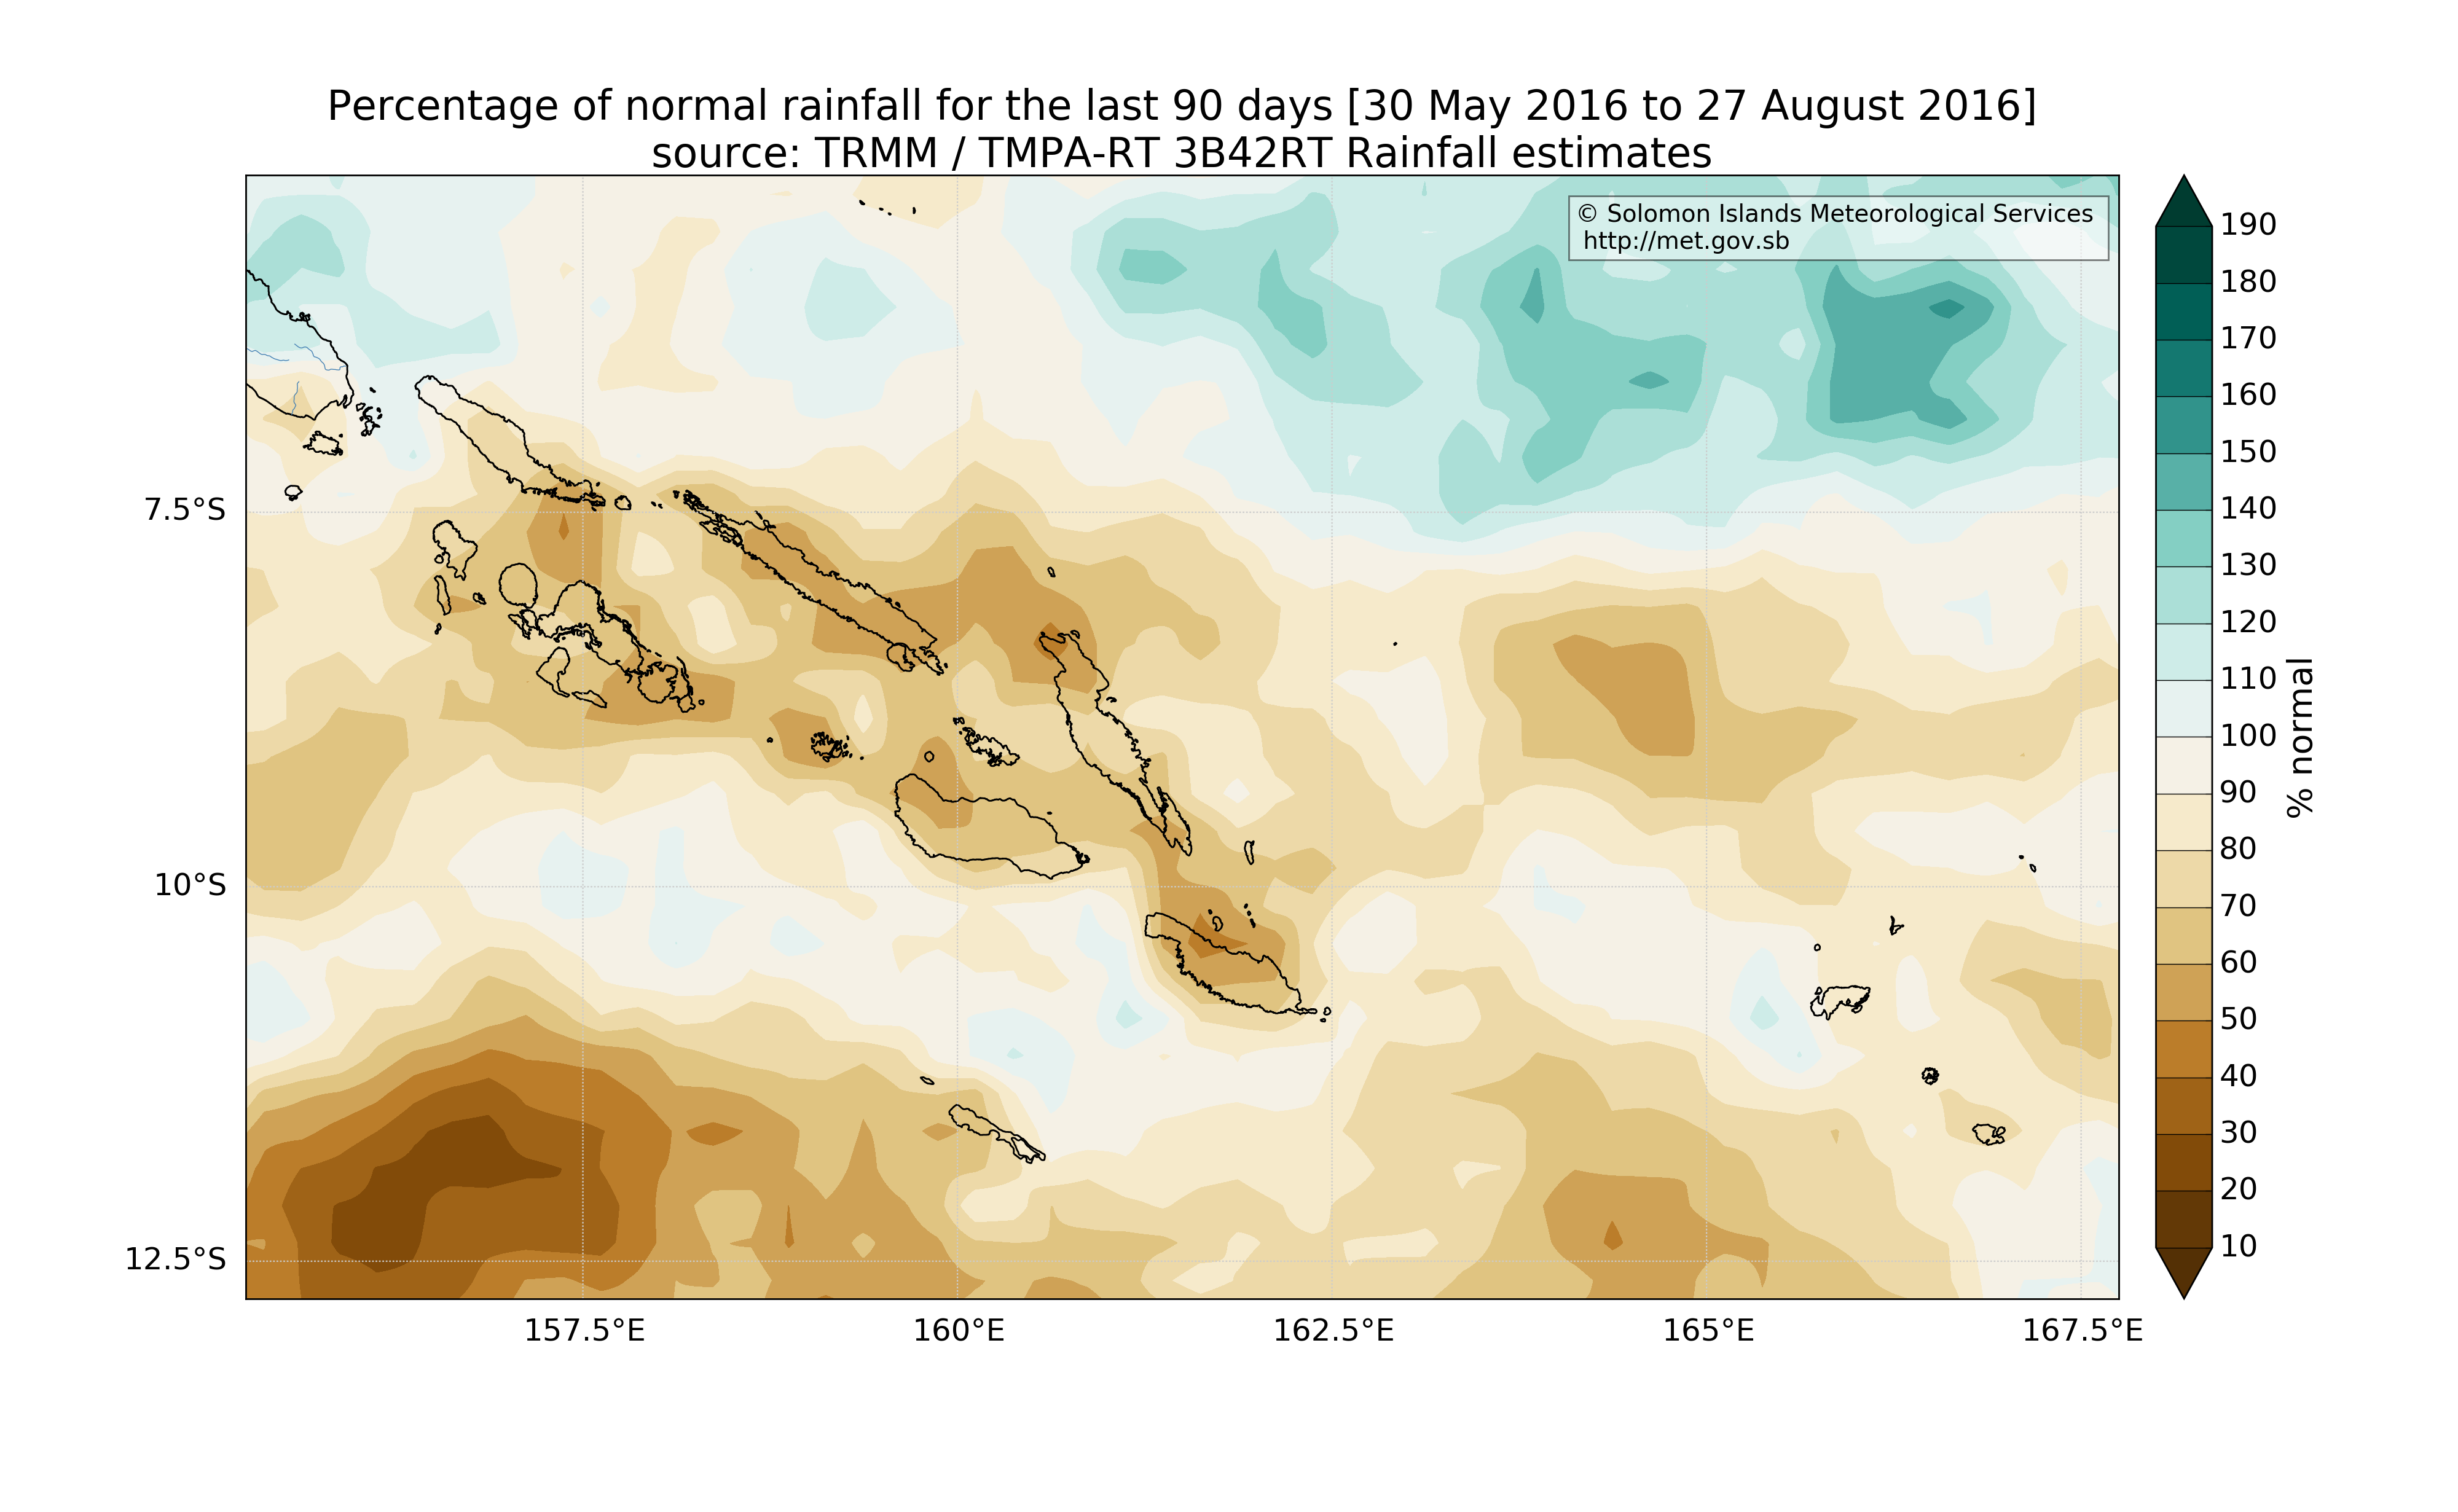 Percentage of normal rainfall for the last 90 days [30 May 2016 to 27 August 2016]
source: TRMM / TMPA-RT 3B42RT Rainfall estimates
© Solomon Islands Meteorological Services
http://met.gov.sb
7.5°S
10°S
12.5°S
157.5°E
160°E
162.5°E
165°E
167.5°E
190
180
170
160
150
140
130
120
110
100
90
80
70
60
50
40
30
20
10
% normal